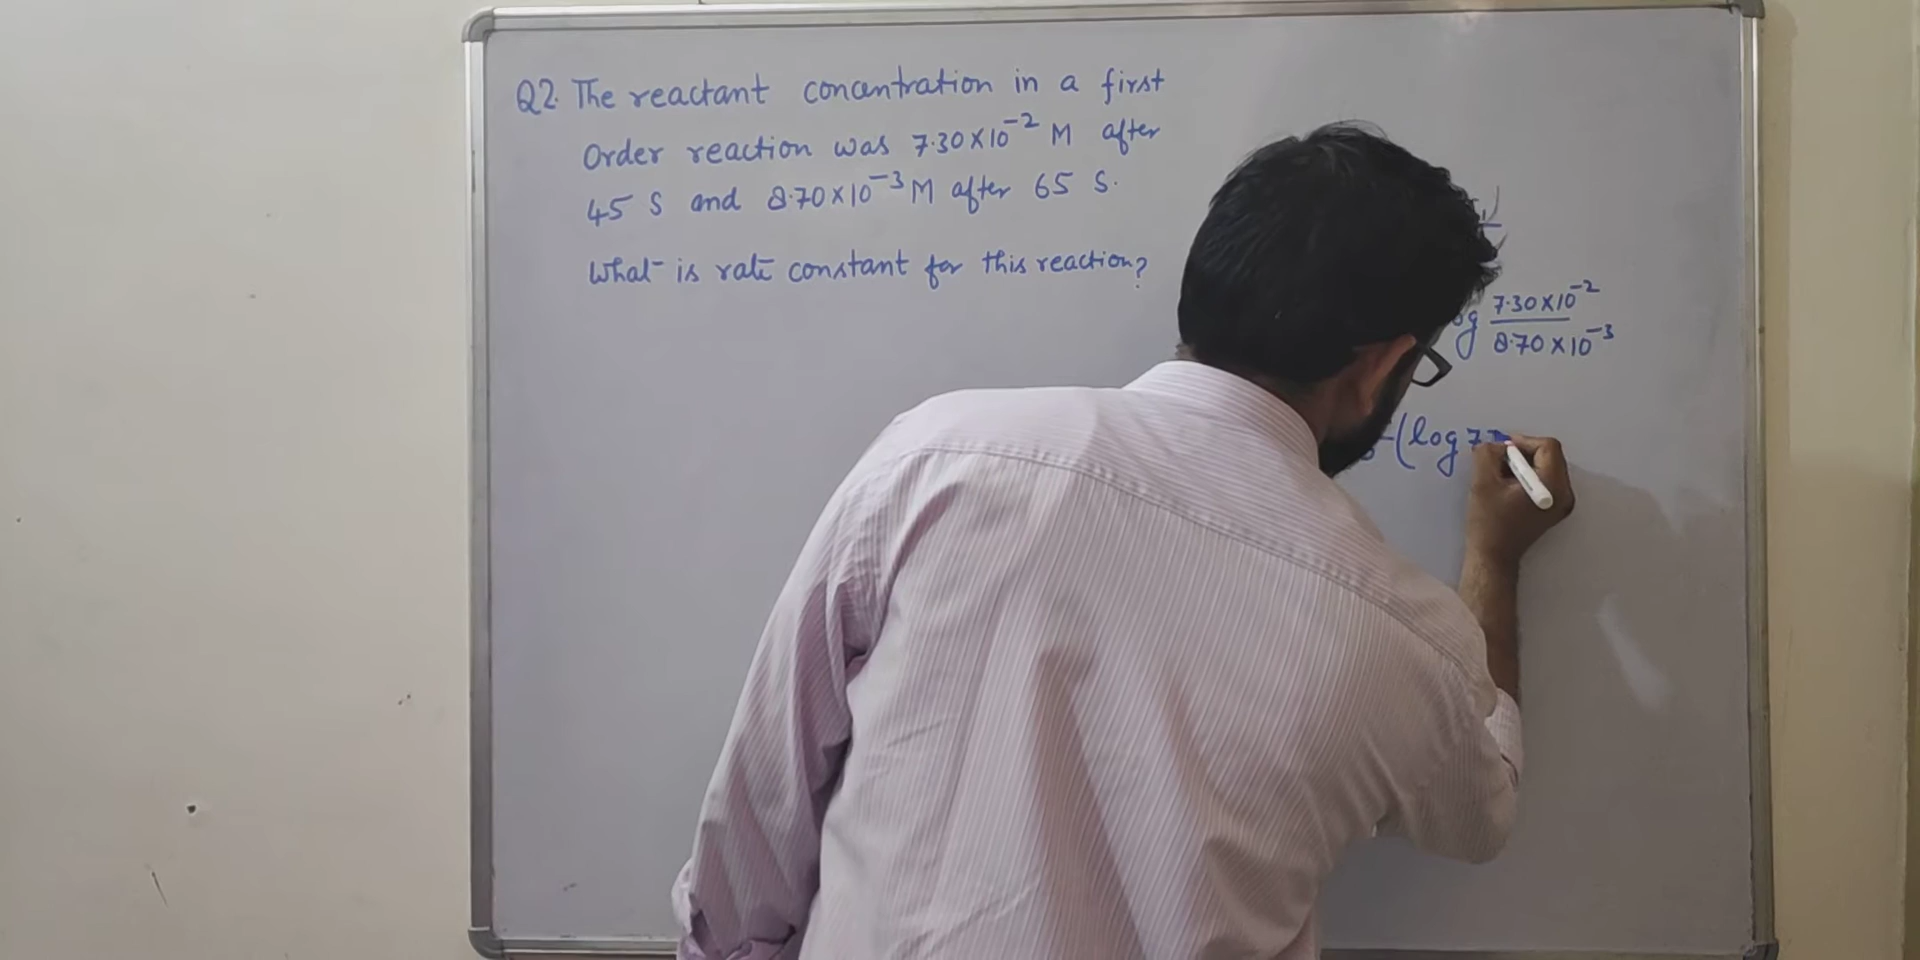 Q2. The reactant concentration in a first
Order reaction was 7.30×10⁻² M after
45 S and 8.70×10⁻³ M after 65 S.
What is rate constant for this reaction?
7.30×10⁻²
8.70×10⁻³
(log 7